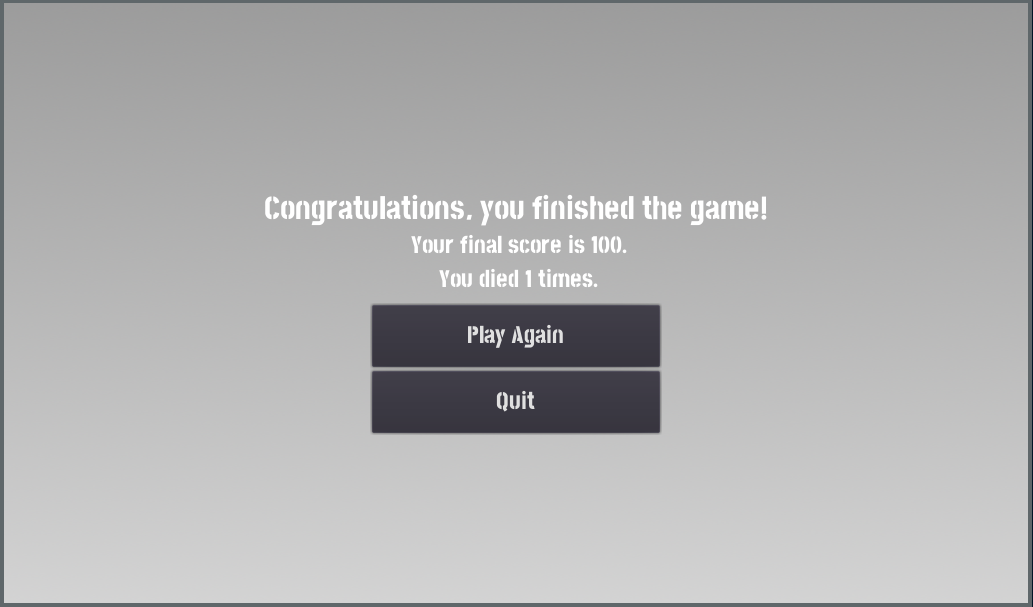 Congratulations, you finished the game!
Your final score is 100.
You died 1 times.
Play Again
Quit